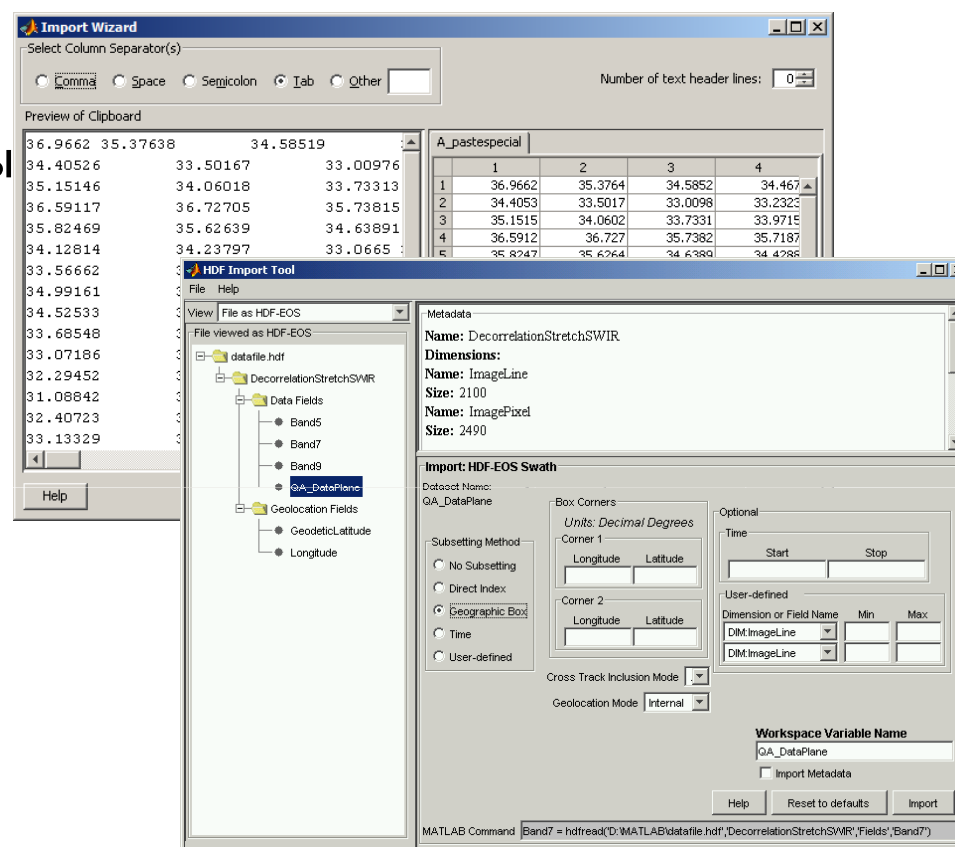 Import Wizard
Select Column Separator(s)
Comma Space Semicolon Tab Other
Number of text header lines: 0
Preview of Clipboard
36.9662 35.37638 34.58519
34.40526 33.50167 33.00976
35.15146 34.06018 33.73313
36.59117 36.72705 35.73815
35.82469 35.62639 34.63891
34.12814 34.23797 33.0665
33.56662
34.99161
34.52533
33.68548
33.07186
32.29452
31.08842
32.40723
33.13329
A_pastespecial
1 2 3 4
1 36.9662 35.3764 34.5852 34.467
2 34.4053 33.5017 33.0098 33.2323
3 35.1515 34.0602 33.7331 33.9715
4 36.5912 36.727 35.7382 35.7187
5 35.8247 35.6264 34.6389 34.4288
Help
ы
HDF Import Tool
File Help
View File as HDF-EOS
File viewed as HDF-EOS
datafile.hdf
DecorrelationStretchSWIR
Data Fields
Band5
Band7
Band9
QA_DataPlane
Geolocation Fields
GeodeticLatitude
Longitude
Metadata
Name: DecorrelationStretchSWIR
Dimensions:
Name: ImageLine
Size: 2100
Name: ImagePixel
Size: 2490
Import: HDF-EOS Swath
Dataset Name:
QA_DataPlane
Subsetting Method
No Subsetting
Direct Index
Geographic Box
Time
User-defined
Box Corners
Units: Decimal Degrees
Corner 1
Longitude Latitude
Corner 2
Longitude Latitude
Cross Track Inclusion Mode
Geolocation Mode Internal
Optional
Time
Start Stop
User-defined
Dimension or Field Name Min Max
DIM:ImageLine
DIM:ImageLine
Workspace Variable Name
QA_DataPlane
Import Metadata
Help Reset to defaults Import
MATLAB Command Band7 = hdfread('D:\MATLAB\datafile.hdf','DecorrelationStretchSWIR','Fields','Band7')